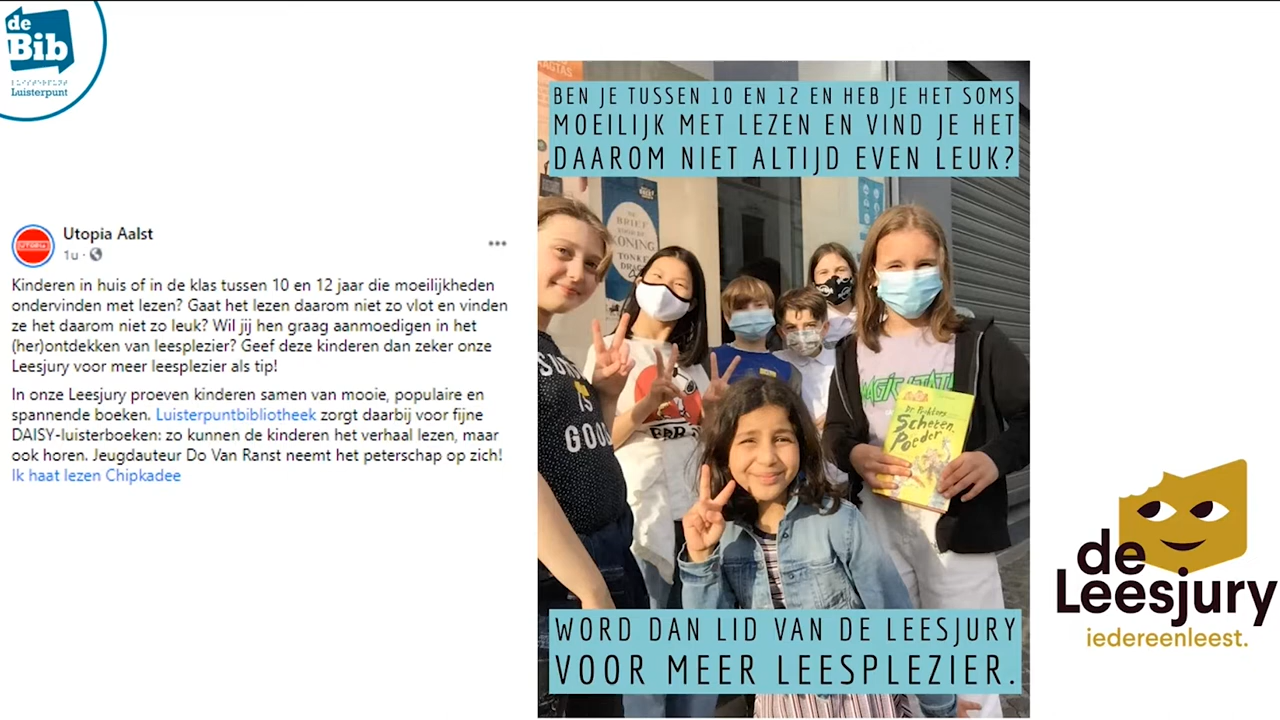 de
Bib
Luisterpunt
BEN JE TUSSEN 10 EN 12 EN HEB JE HET SOMS
MOEILIJK MET LEZEN EN VIND JE HET
DAAROM NIET ALTIJD EVEN LEUK?
Utopia Aalst
1u ·
Kinderen in huis of in de klas tussen 10 en 12 jaar die moeilijkheden
ondervinden met lezen? Gaat het lezen daarom niet zo vlot en vinden
ze het daarom niet zo leuk? Wil jij hen graag aanmoedigen in het
(her)ontdekken van leesplezier? Geef deze kinderen dan zeker onze
Leesjury voor meer leesplezier als tip!
In onze Leesjury proeven kinderen samen van mooie, populaire en
spannende boeken. Luisterpuntbibliotheek zorgt daarbij voor fijne
DAISY-luisterboeken: zo kunnen de kinderen het verhaal lezen, maar
ook horen. Jeugdauteur Do Van Ranst neemt het peterschap op zich!
Ik haat lezen Chipkadee
BRIEF
VOOR DE
KONING
TONKE
DRAG
IS
Scheten
Poeder
WORD DAN LID VAN DE LEESJURY
VOOR MEER LEESPLEZIER.
de
Leesjury
iedereenleest.